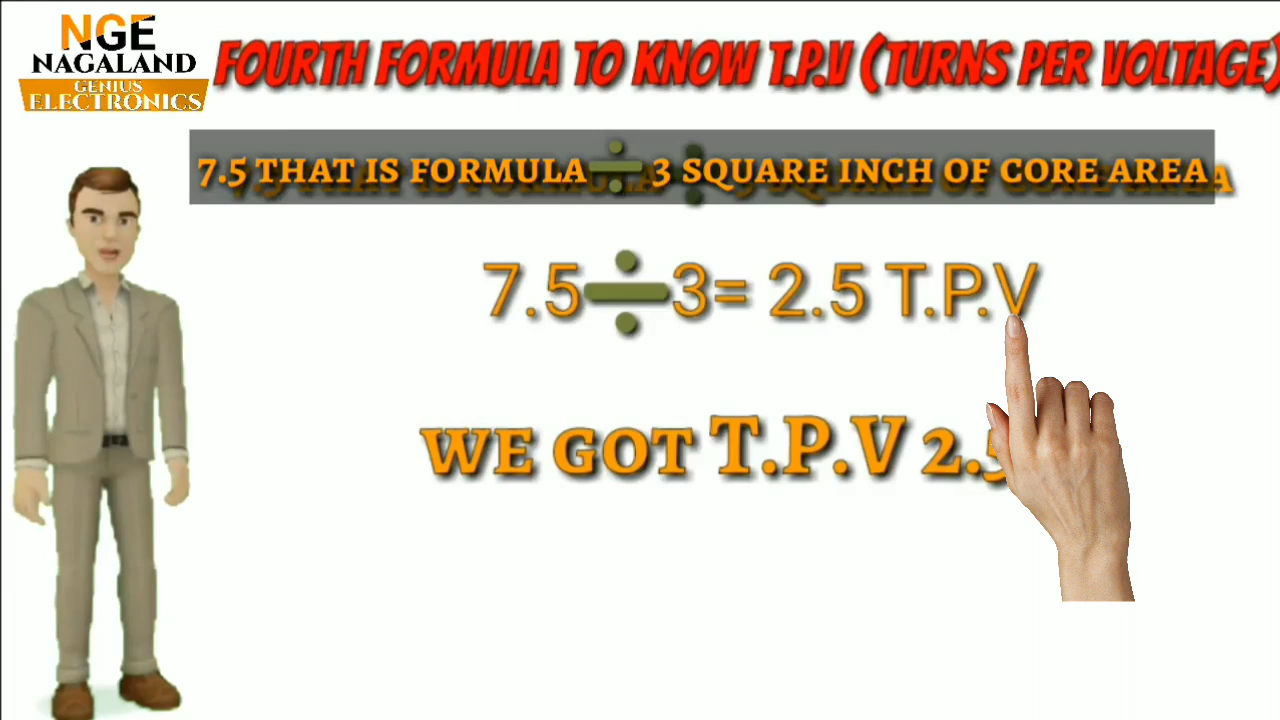 NGE
NAGALAND
GENIUS
ELECTRONICS
FOURTH FORMULA TO KNOW T.P.V (TURNS PER VOLTAGE)
7.5 THAT IS FORMULA ÷ 3 SQUARE INCH OF CORE AREA
7.5÷3= 2.5 T.P.V
WE GOT T.P.V 2.5